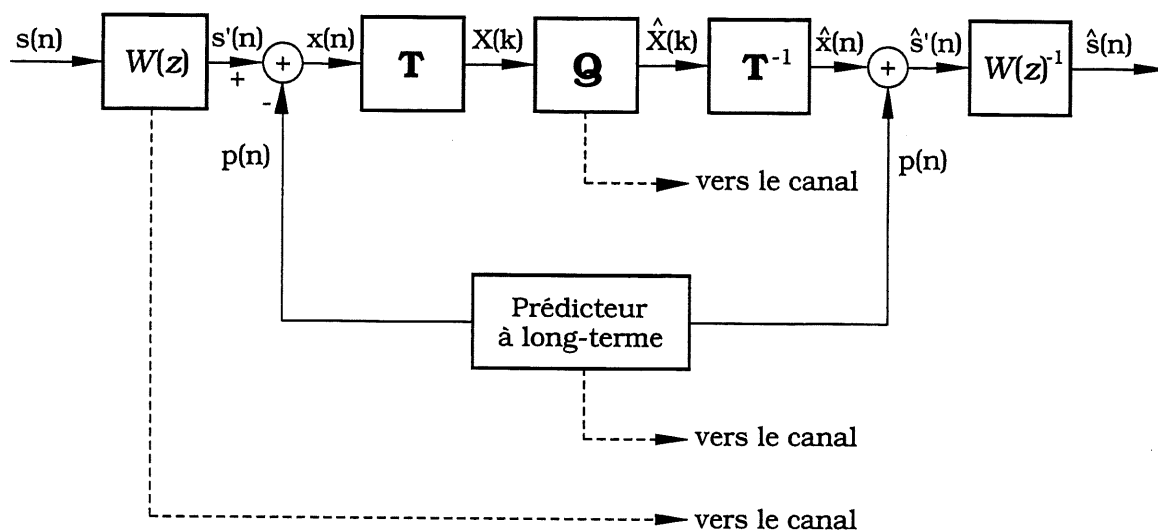 s(n)
W(z)
s'(n)
+
-
+
x(n)
T
X(k)
Q
X̂(k)
T⁻¹
x̂(n)
+
ŝ'(n)
W(z)⁻¹
ŝ(n)
p(n)
p(n)
vers le canal
Prédicteur
à long-terme
vers le canal
vers le canal